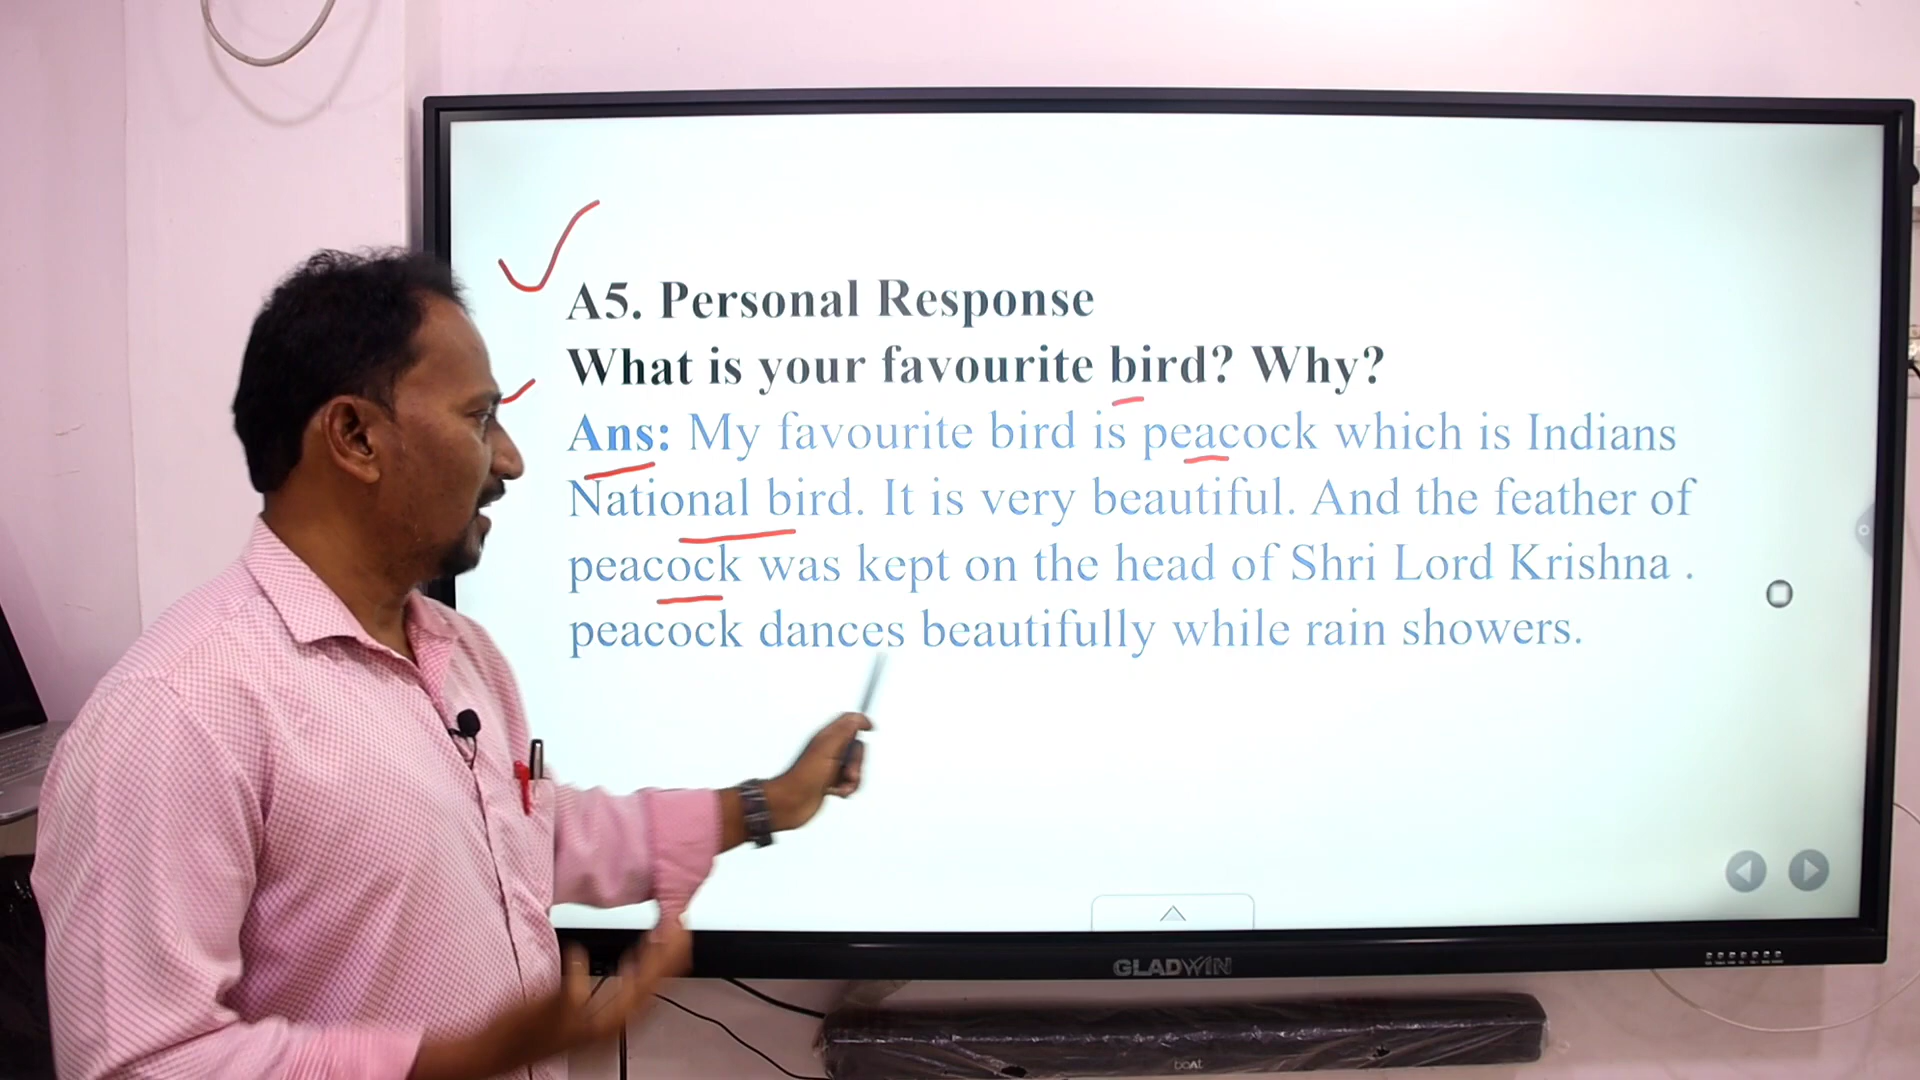 A5. Personal Response
What is your favourite bird? Why?
Ans: My favourite bird is peacock which is Indians
National bird. It is very beautiful. And the feather of
peacock was kept on the head of Shri Lord Krishna .
peacock dances beautifully while rain showers.
GLADWIN
boAt